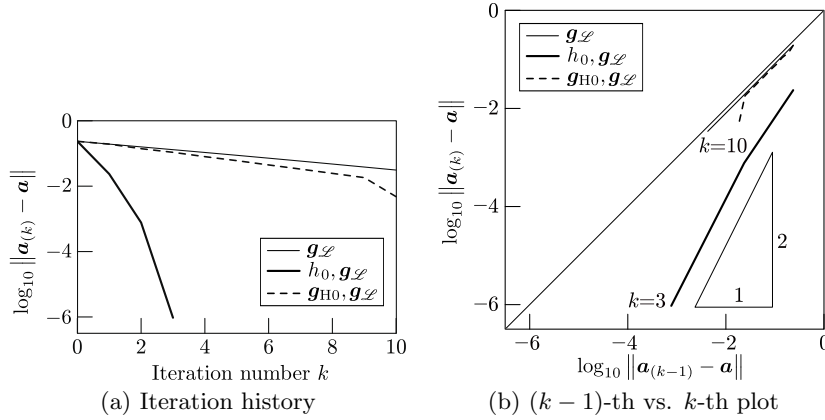 0
−2
−4
−6
log₁₀ ‖𝒂₍ₖ₎ − 𝒂‖
𝒈ℒ
h₀, 𝒈ℒ
𝒈H0, 𝒈ℒ
0 2 4 6 8 10
Iteration number k
(a) Iteration history
0
−2
−4
−6
log₁₀ ‖𝒂₍ₖ₎ − 𝒂‖
𝒈ℒ
h₀, 𝒈ℒ
𝒈H0, 𝒈ℒ
k=10
2
k=3
1
−6 −4 −2 0
log₁₀ ‖𝒂₍ₖ₋₁₎ − 𝒂‖
(b) (k − 1)-th vs. k-th plot